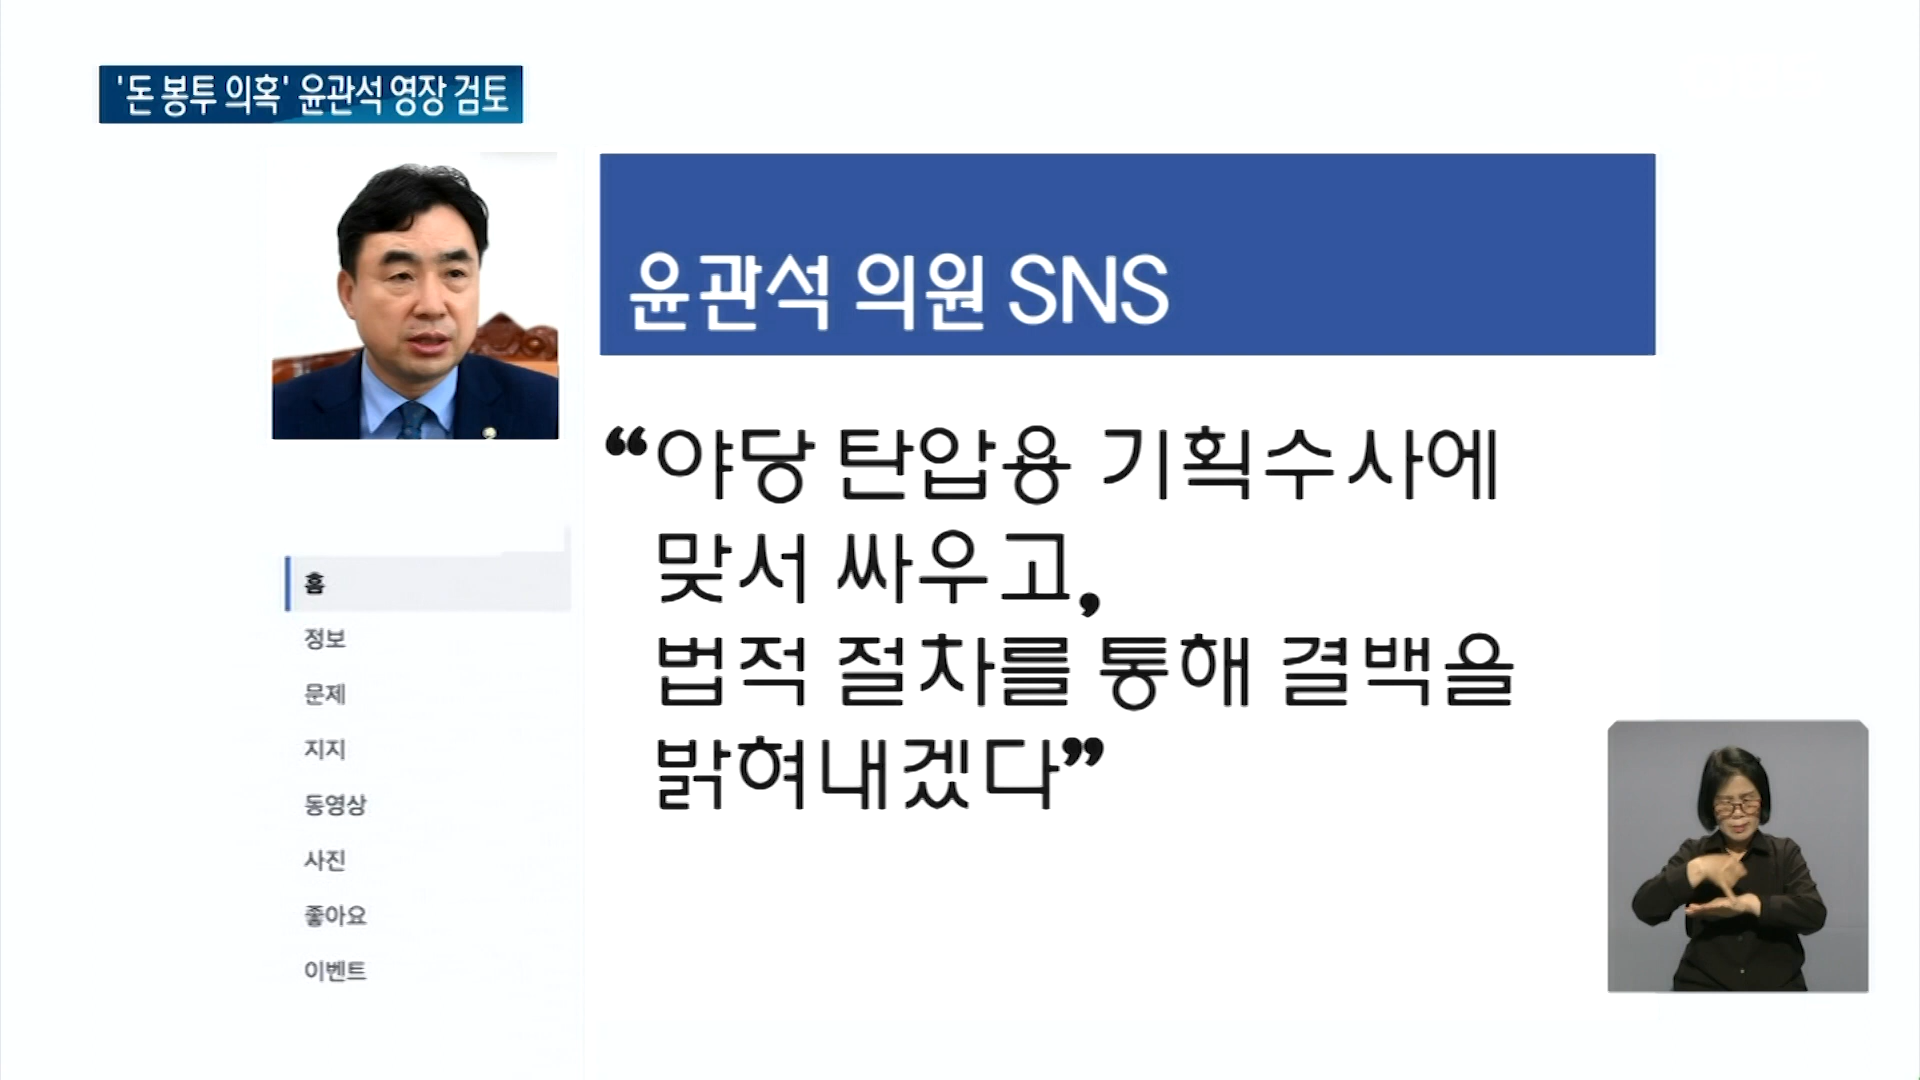 '돈 봉투 의혹' 윤관석 영장 검토
윤관석 의원 SNS
“야당 탄압용 기획수사에
맞서 싸우고,
법적 절차를 통해 결백을
밝혀내겠다”
홈
정보
문제
지지
동영상
사진
좋아요
이벤트